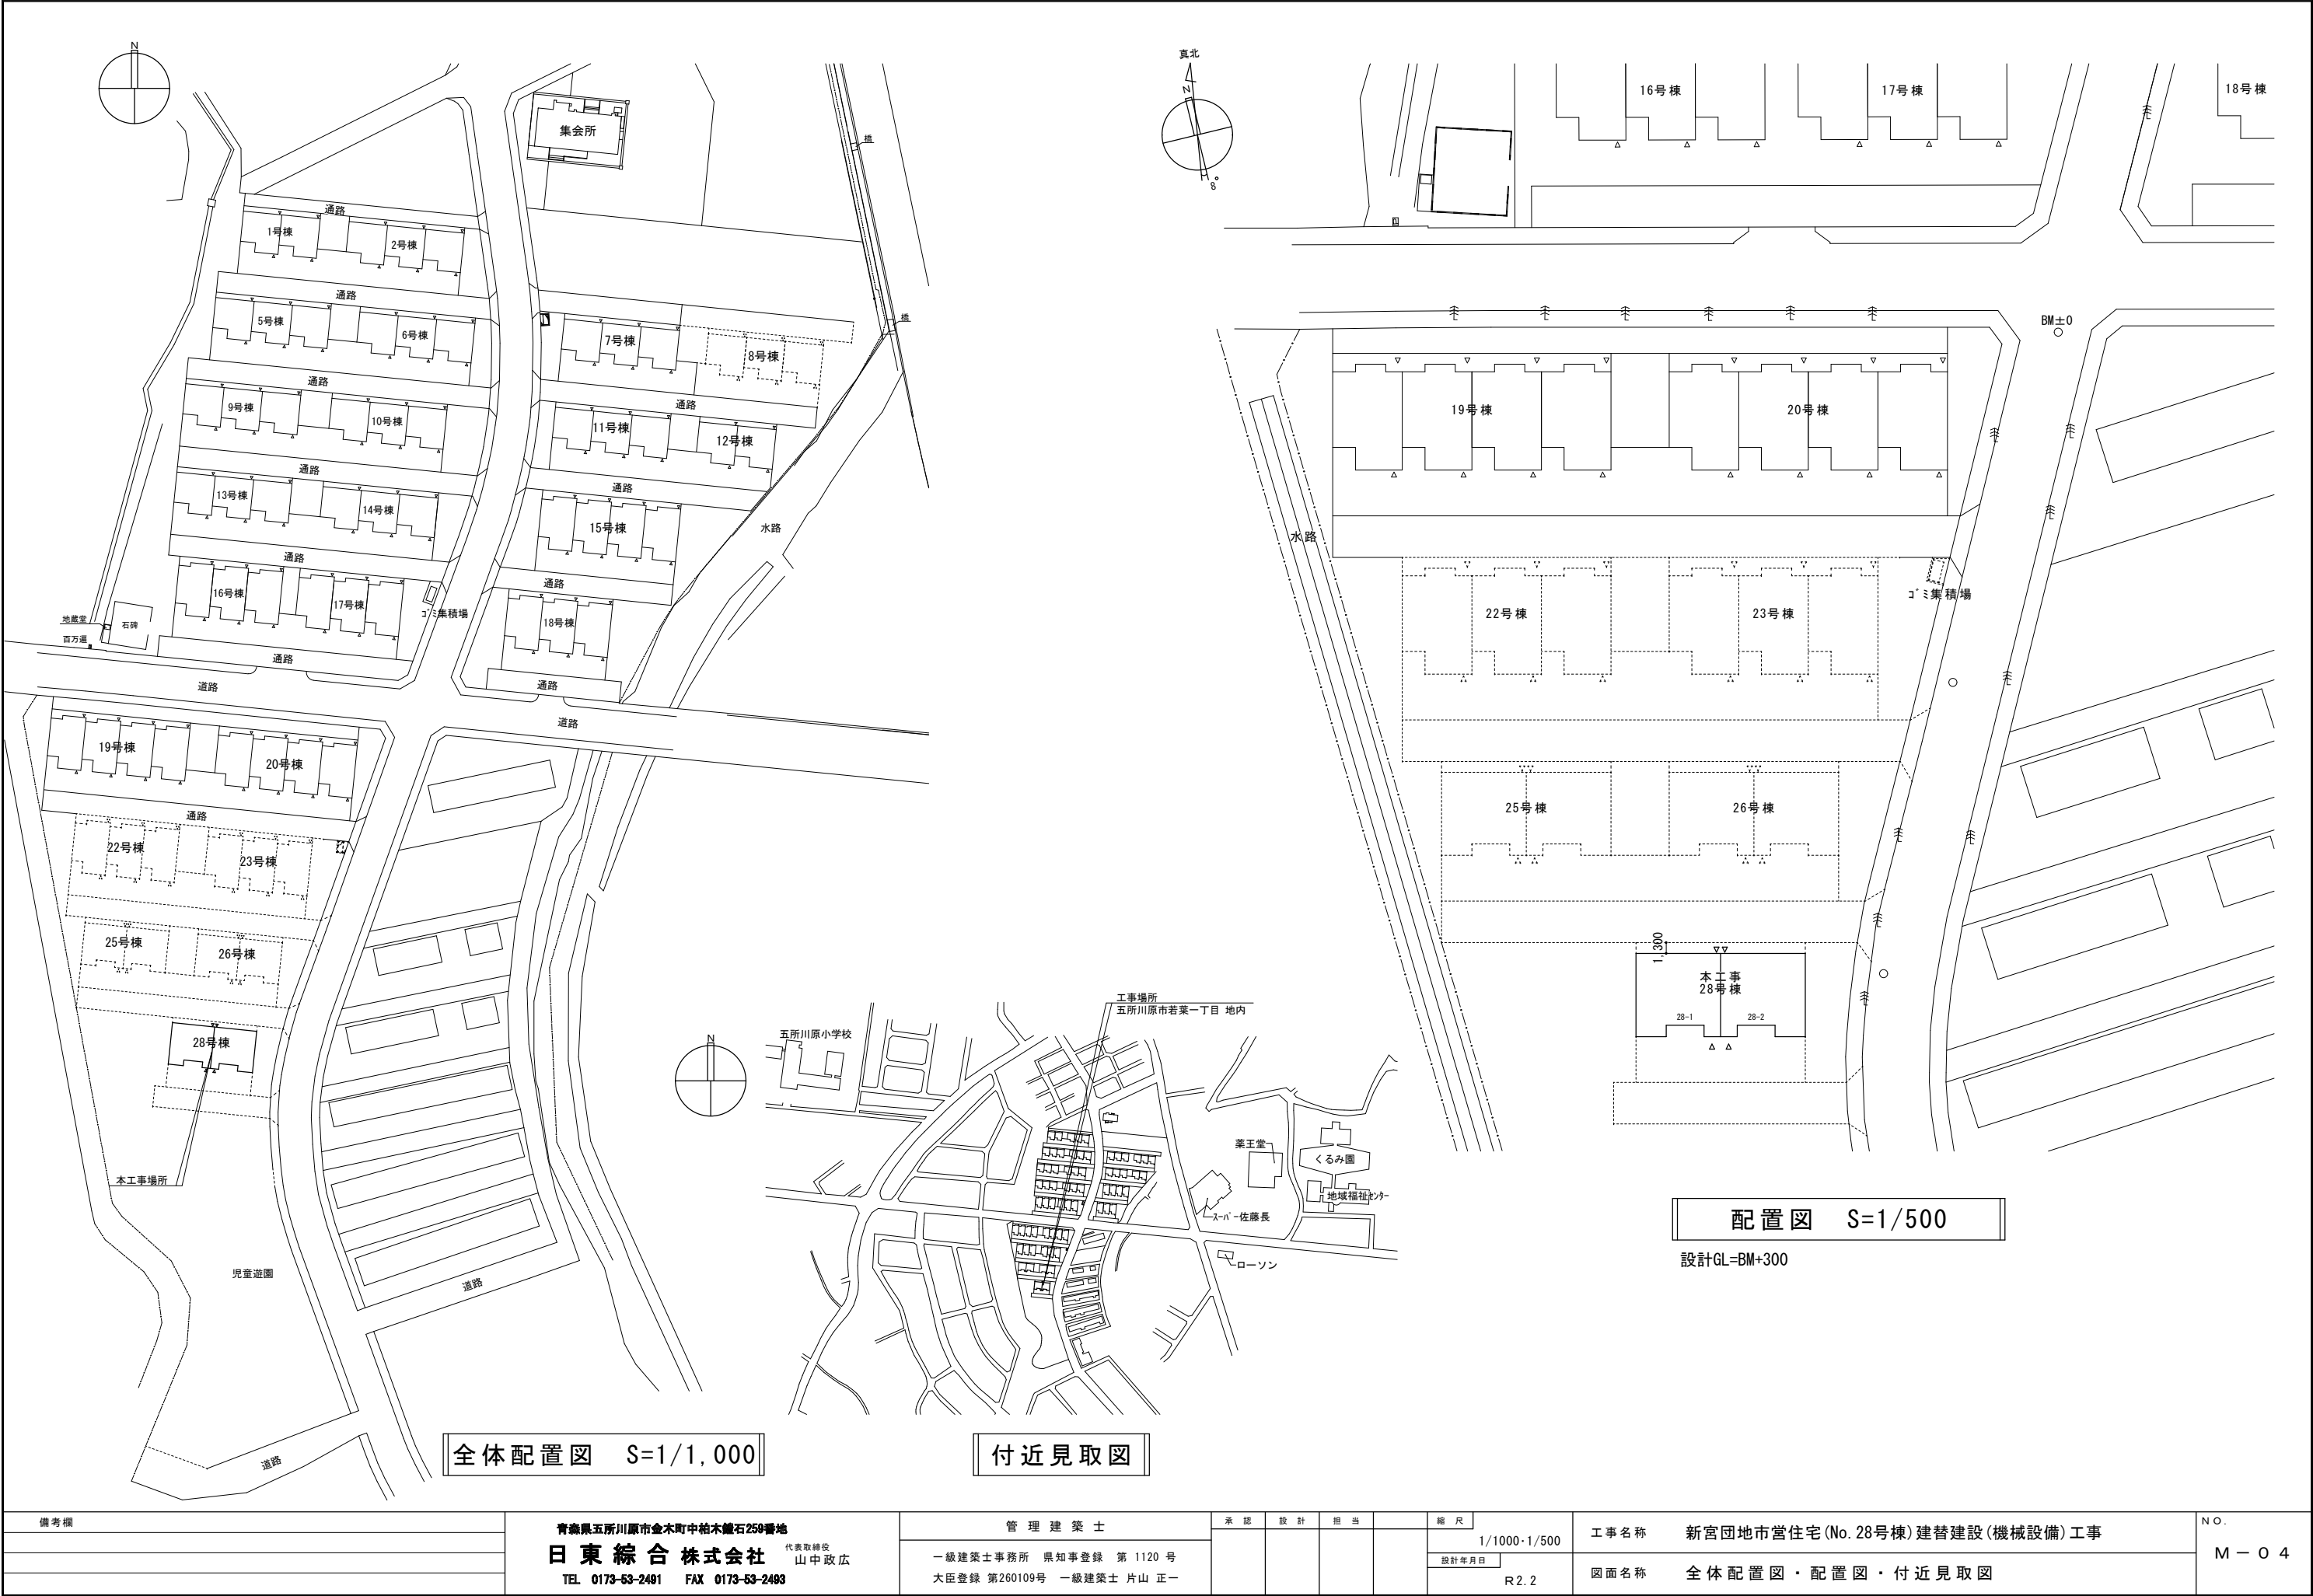 N
集会所
橋
通路
1号棟
2号棟
通路
5号棟
6号棟
7号棟
8号棟
橋
通路
9号棟
10号棟
通路
11号棟
12号棟
通路
13号棟
14号棟
通路
15号棟
水路
通路
16号棟
17号棟
ゴミ集積場
通路
18号棟
地蔵堂
百万遍
石碑
通路
通路
道路
道路
19号棟
20号棟
通路
22号棟
23号棟
25号棟
26号棟
28号棟
本工事場所
児童遊園
道路
道路
全体配置図 S=1/1,000
N
工事場所
五所川原市若葉一丁目 地内
五所川原小学校
薬王堂
くるみ園
地域福祉センター
スーパー佐藤長
ローソン
付近見取図
真北
N
8°
16号棟
17号棟
18号棟
BM±0
19号棟
20号棟
水路
22号棟
23号棟
ゴミ集積場
25号棟
26号棟
1,300
本工事
28号棟
28-1
28-2
配置図 S=1/500
設計GL=BM+300
備考欄
青森県五所川原市金木町中柏木鎧石259番地
日東綜合株式会社 代表取締役 山中政広
TEL 0173-53-2491 FAX 0173-53-2493
管理建築士
一級建築士事務所 県知事登録 第 1120 号
大臣登録 第260109号 一級建築士 片山 正一
承認 設計 担当
縮尺
1/1000・1/500
設計年月日
R2.2
工事名称 新宮団地市営住宅(No.28号棟)建替建設(機械設備)工事
図面名称 全体配置図・配置図・付近見取図
NO.
M－04